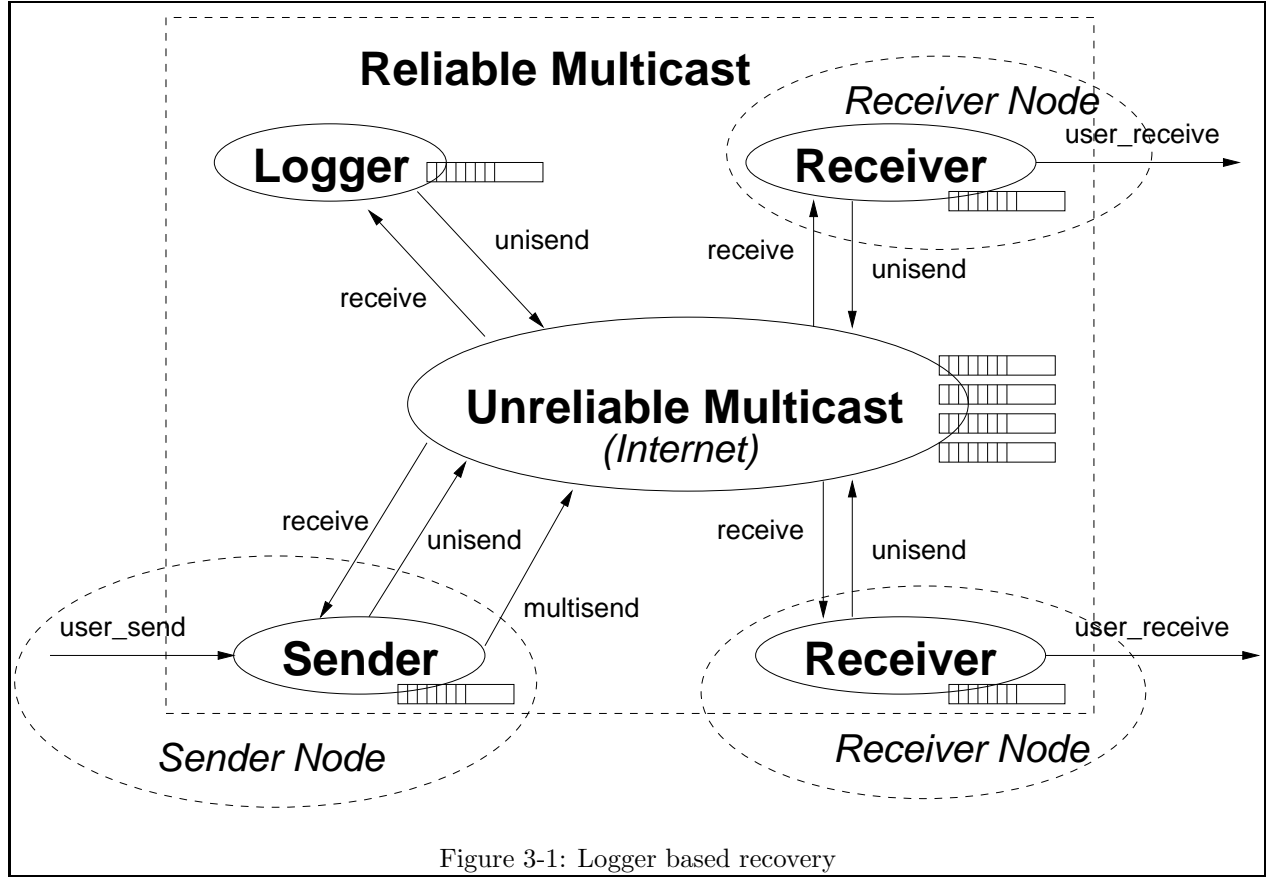 Reliable Multicast
Receiver Node
user_receive
Logger
Receiver
unisend
receive
receive
unisend
Unreliable Multicast
(Internet)
receive
unisend
receive
unisend
multisend
user_send
user_receive
Sender
Receiver
Sender Node
Receiver Node
Figure 3-1: Logger based recovery